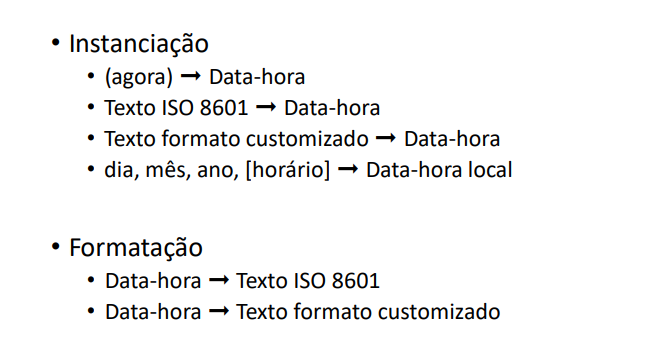 • Instanciação
• (agora) ➞ Data-hora
• Texto ISO 8601 ➞ Data-hora
• Texto formato customizado ➞ Data-hora
• dia, mês, ano, [horário] ➞ Data-hora local
• Formatação
• Data-hora ➞ Texto ISO 8601
• Data-hora ➞ Texto formato customizado